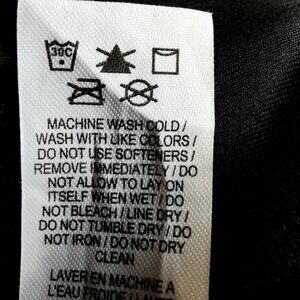 30C
MACHINE WASH COLD /
WASH WITH LIKE COLORS /
DO NOT USE SOFTENERS /
REMOVE IMMEDIATELY / DO
NOT ALLOW TO LAY ON
ITSELF WHEN WET / DO
NOT BLEACH / LINE DRY /
DO NOT TUMBLE DRY / DO
NOT IRON / DO NOT DRY
CLEAN
LAVER EN MACHINE A
L'EAU FROIDE /